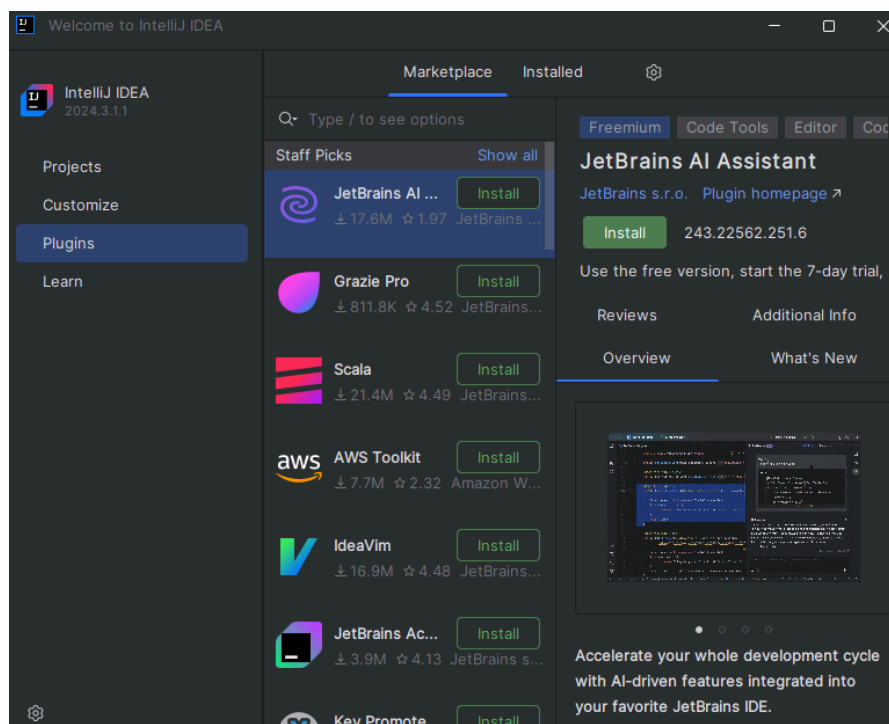 Welcome to IntelliJ IDEA
IntelliJ IDEA
2024.3.1.1
Projects
Customize
Plugins
Learn
Marketplace Installed
Type / to see options
Staff Picks Show all
JetBrains AI ... Install
17.6M 1.97 JetBrains ...
Grazie Pro Install
811.8K 4.52 JetBrains...
Scala Install
21.4M 4.49 JetBrains...
aws AWS Toolkit Install
7.7M 2.32 Amazon W...
IdeaVim Install
16.9M 4.48 JetBrains...
JetBrains Ac... Install
3.9M 4.13 JetBrains s...
Key Promote Install
Freemium Code Tools Editor Coc
JetBrains AI Assistant
JetBrains s.r.o. Plugin homepage ↗
Install 243.22562.251.6
Use the free version, start the 7-day trial,
Reviews Additional Info
Overview What's New
Accelerate your whole development cycle
with AI-driven features integrated into
your favorite JetBrains IDE.